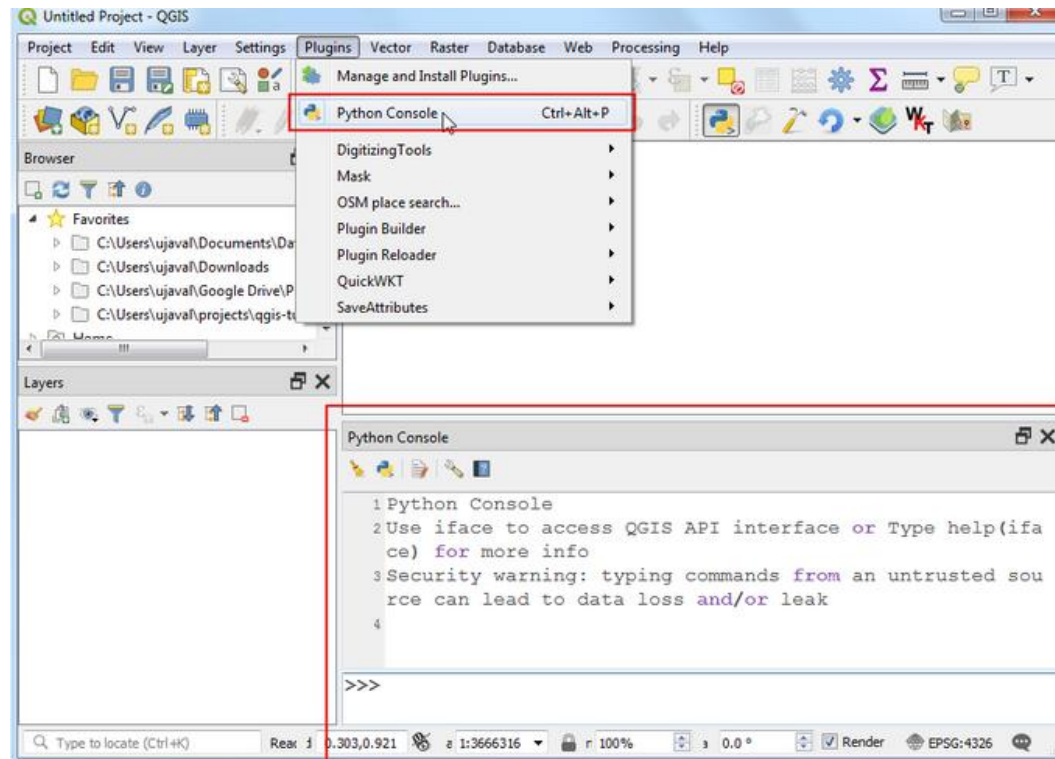 Untitled Project - QGIS
Project Edit View Layer Settings Plugins Vector Raster Database Web Processing Help
Manage and Install Plugins...
Python Console Ctrl+Alt+P
DigitizingTools
Mask
OSM place search...
Plugin Builder
Plugin Reloader
QuickWKT
SaveAttributes
Browser
Favorites
C:\Users\ujaval\Documents\Da
C:\Users\ujaval\Downloads
C:\Users\ujaval\Google Drive\P
C:\Users\ujaval\projects\qgis-tu
Home
Layers
Python Console
1 Python Console
2 Use iface to access QGIS API interface or Type help(ifa
ce) for more info
3 Security warning: typing commands from an untrusted sou
rce can lead to data loss and/or leak
4
>>>
Type to locate (Ctrl+K) 0.303,0.921 1:3666316 100% 0.0 ° Render EPSG:4326